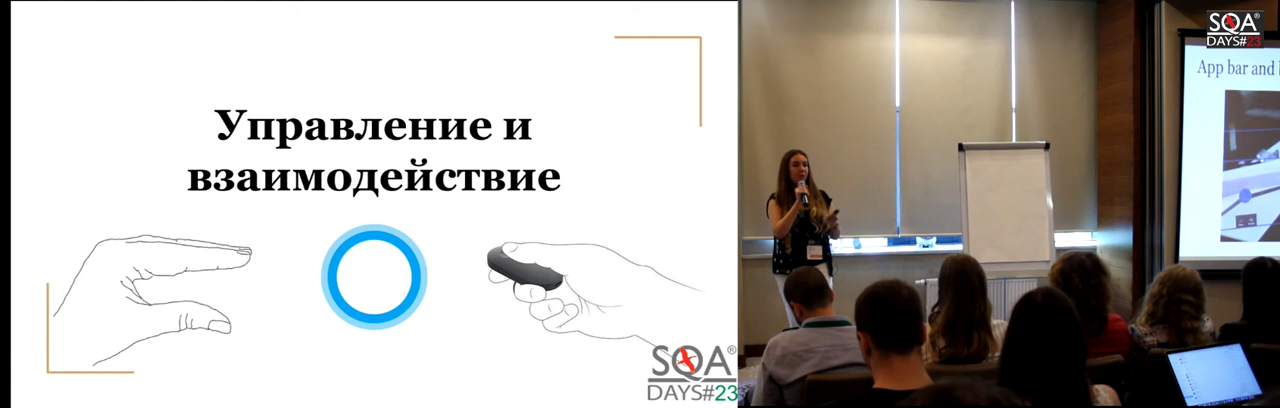 Управление и
взаимодействие
SQA®
DAYS#23
SQA®
DAYS#23
App bar and